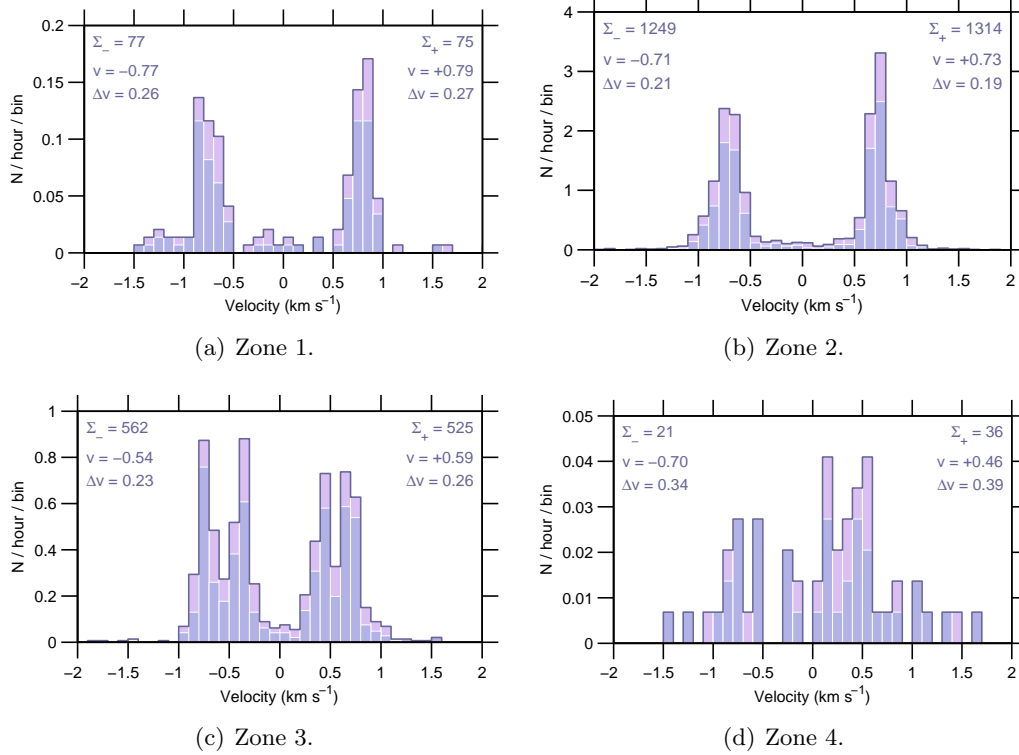 0.2
0.15
0.1
0.05
0
N / hour / bin
Σ₋ = 77
v = −0.77
Δv = 0.26
Σ₊ = 75
v = +0.79
Δv = 0.27
−2 −1.5 −1 −0.5 0 0.5 1 1.5 2
Velocity (km s⁻¹)
(a) Zone 1.
4
3
2
1
0
N / hour / bin
Σ₋ = 1249
v = −0.71
Δv = 0.21
Σ₊ = 1314
v = +0.73
Δv = 0.19
−2 −1.5 −1 −0.5 0 0.5 1 1.5 2
Velocity (km s⁻¹)
(b) Zone 2.
1
0.8
0.6
0.4
0.2
0
N / hour / bin
Σ₋ = 562
v = −0.54
Δv = 0.23
Σ₊ = 525
v = +0.59
Δv = 0.26
−2 −1.5 −1 −0.5 0 0.5 1 1.5 2
Velocity (km s⁻¹)
(c) Zone 3.
0.05
0.04
0.03
0.02
0.01
0
N / hour / bin
Σ₋ = 21
v = −0.70
Δv = 0.34
Σ₊ = 36
v = +0.46
Δv = 0.39
−2 −1.5 −1 −0.5 0 0.5 1 1.5 2
Velocity (km s⁻¹)
(d) Zone 4.